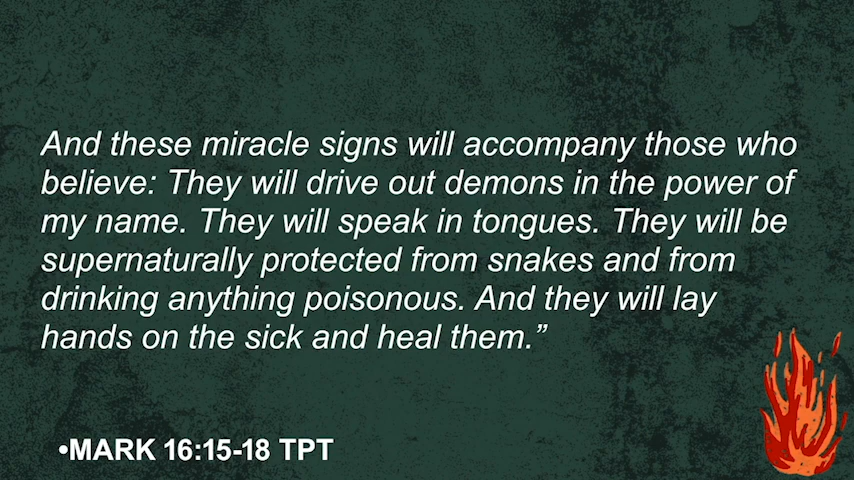 And these miracle signs will accompany those who
believe: They will drive out demons in the power of
my name. They will speak in tongues. They will be
supernaturally protected from snakes and from
drinking anything poisonous. And they will lay
hands on the sick and heal them.”
•MARK 16:15-18 TPT